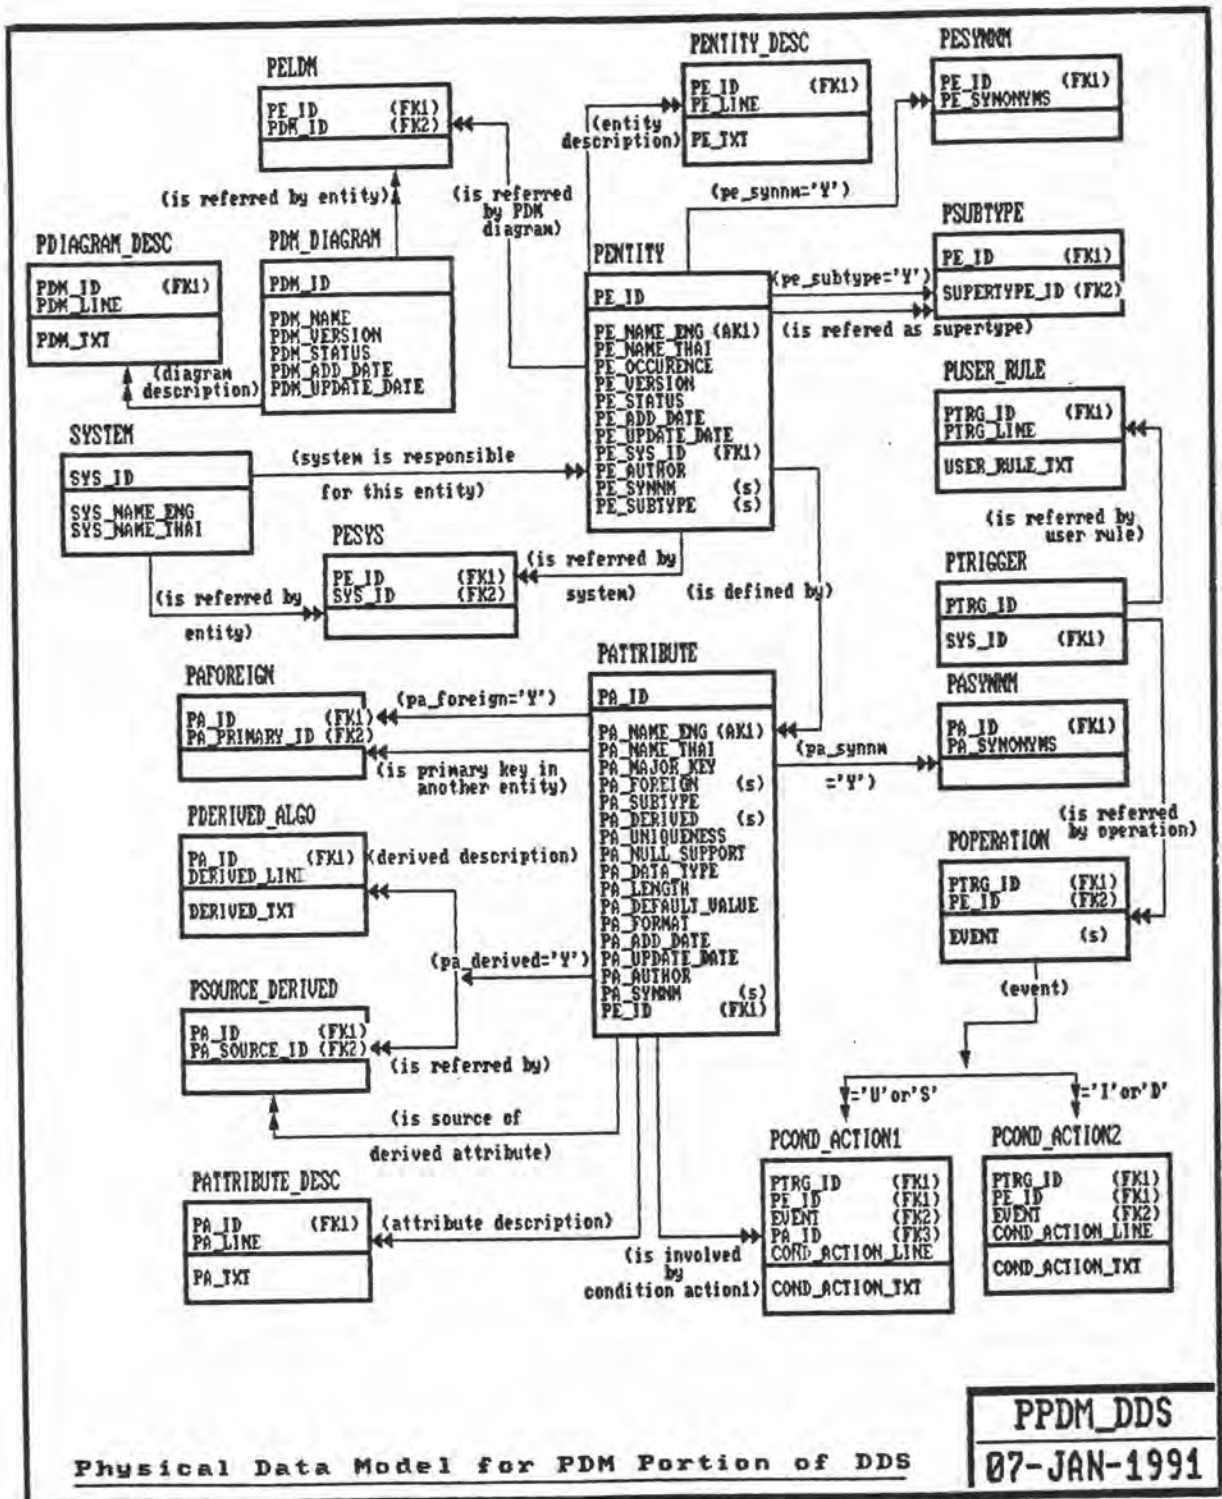 PELDM
PE_ID (FK1)
PDM_ID (FK2)
PENTITY_DESC
PE_ID (FK1)
PE_LINE
PE_TXT
PESYNNM
PE_ID (FK1)
PE_SYNONYMS
(entity
description)
(is referred by entity)
(is referred
by PDM
diagram)
(pe_synnm='Y')
PDIAGRAM_DESC
PDM_ID (FK1)
PDM_LINE
PDM_TXT
PDM_DIAGRAM
PDM_ID
PDM_NAME
PDM_VERSION
PDM_STATUS
PDM_ADD_DATE
PDM_UPDATE_DATE
(diagram
description)
PENTITY
PE_ID
PE_NAME_ENG (AK1)
PE_NAME_THAI
PE_OCCURENCE
PE_VERSION
PE_STATUS
PE_ADD_DATE
PE_UPDATE_DATE
PE_SYS_ID (FK1)
PE_AUTHOR
PE_SYNNM (s)
PE_SUBTYPE (s)
PSUBTYPE
PE_ID (FK1)
SUPERTYPE_ID (FK2)
(pe_subtype='Y')
(is refered as supertype)
PUSER_RULE
PTRG_ID (FK1)
PTRG_LINE
USER_RULE_TXT
SYSTEM
SYS_ID
SYS_NAME_ENG
SYS_NAME_THAI
(system is responsible
for this entity)
(is referred by
user rule)
PESYS
PE_ID (FK1)
SYS_ID (FK2)
(is referred by
entity)
(is referred by
system)
(is defined by)
PTRIGGER
PTRG_ID
SYS_ID (FK1)
PAFOREIGN
PA_ID (FK1)
PA_PRIMARY_ID (FK2)
(pa_foreign='Y')
(is primary key in
another entity)
PATTRIBUTE
PA_ID
PA_NAME_ENG (AK1)
PA_NAME_THAI
PA_MAJOR_KEY
PA_FOREIGN (s)
PA_SUBTYPE
PA_DERIVED (s)
PA_UNIQUENESS
PA_NULL_SUPPORT
PA_DATA_TYPE
PA_LENGTH
PA_DEFAULT_VALUE
PA_FORMAT
PA_ADD_DATE
PA_UPDATE_DATE
PA_AUTHOR
PA_SYNNM (s)
PE_ID (FK1)
PASYNNM
PA_ID (FK1)
PA_SYNONYMS
(pa_synnm
='Y')
(is referred
by operation)
PDERIVED_ALGO
PA_ID (FK1)
DERIVED_LINE
DERIVED_TXT
(derived description)
(pa_derived='Y')
POPERATION
PTRG_ID (FK1)
PE_ID (FK2)
EVENT (s)
(event)
PSOURCE_DERIVED
PA_ID (FK1)
PA_SOURCE_ID (FK2)
(is referred by)
(is source of
derived attribute)
='U'or'S'
='I'or'D'
PATTRIBUTE_DESC
PA_ID (FK1)
PA_LINE
PA_TXT
(attribute description)
(is involved
by
condition action1)
PCOND_ACTION1
PTRG_ID (FK1)
PE_ID (FK1)
EVENT (FK2)
PA_ID (FK3)
COND_ACTION_LINE
COND_ACTION_TXT
PCOND_ACTION2
PTRG_ID (FK1)
PE_ID (FK1)
EVENT (FK2)
COND_ACTION_LINE
COND_ACTION_TXT
Physical Data Model for PDM Portion of DDS
PPDM_DDS
07-JAN-1991